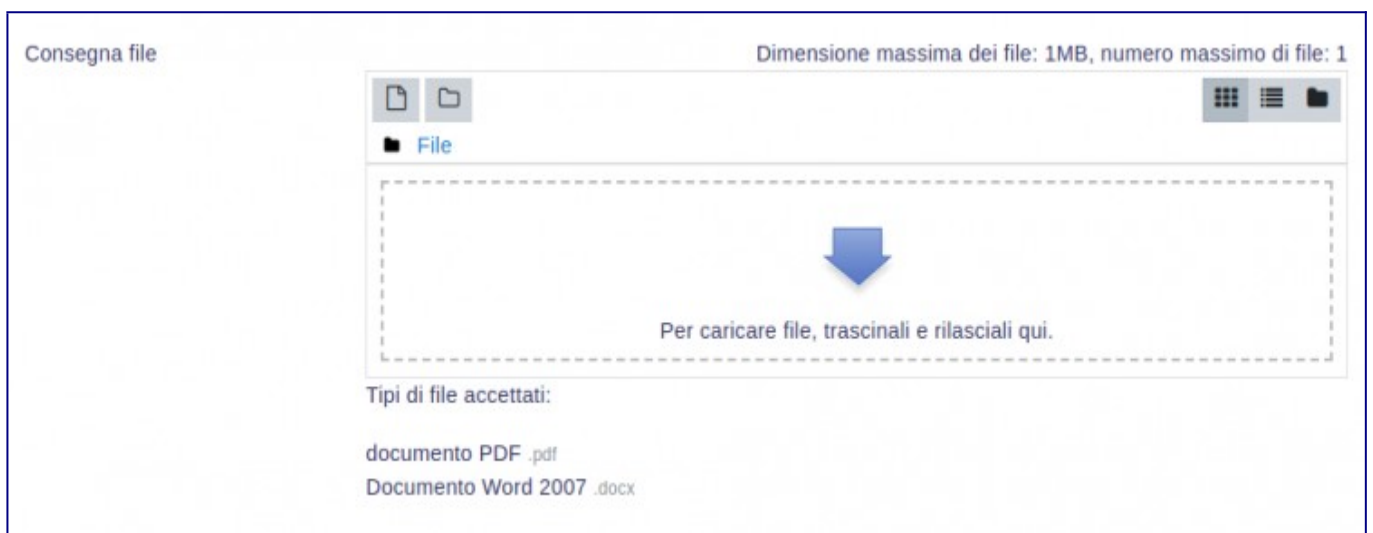 Consegna file
Dimensione massima dei file: 1MB, numero massimo di file: 1
File
Per caricare file, trascinali e rilasciali qui.
Tipi di file accettati:
documento PDF .pdf
Documento Word 2007 .docx